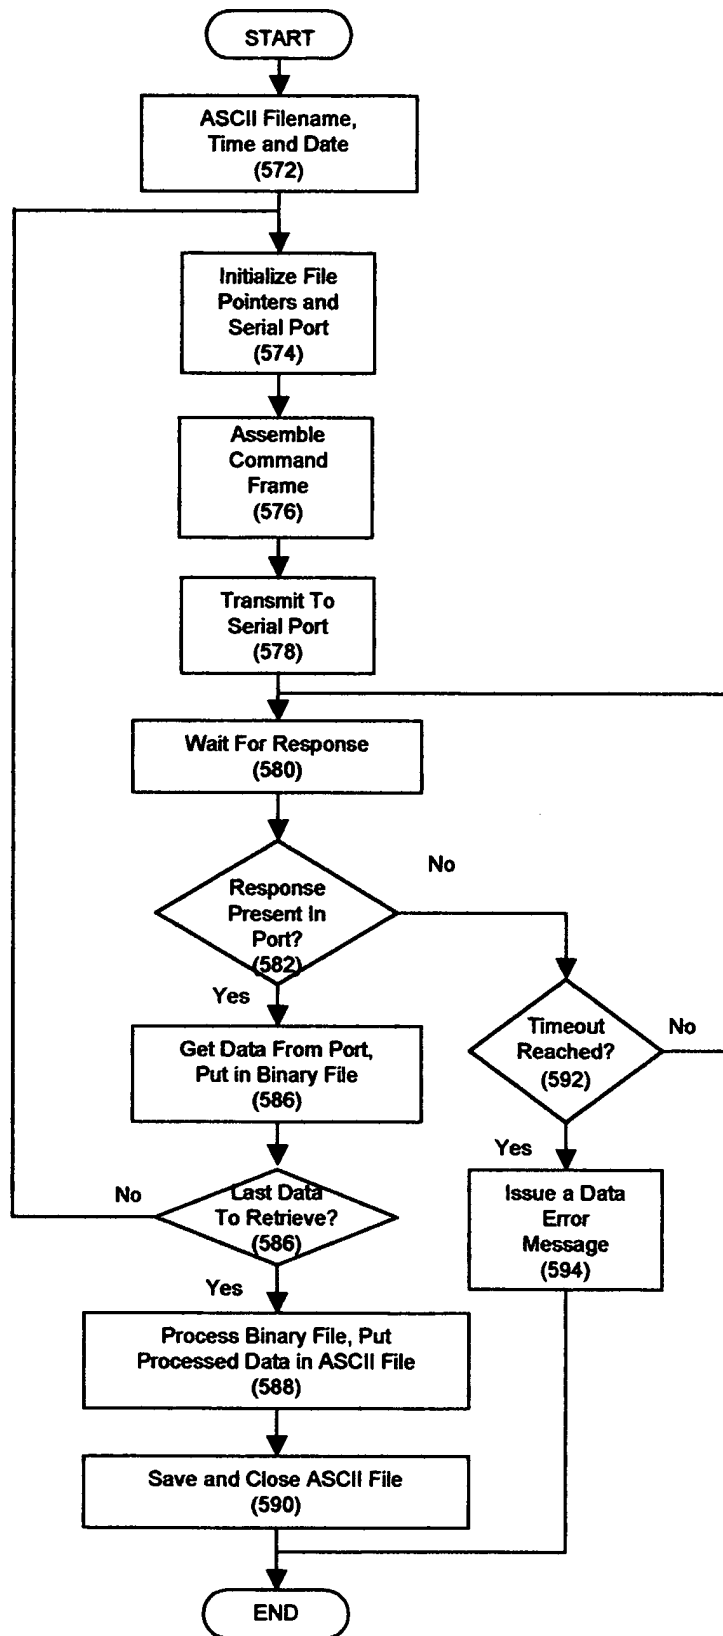 START
ASCII Filename,
Time and Date
(572)
Initialize File
Pointers and
Serial Port
(574)
Assemble
Command
Frame
(576)
Transmit To
Serial Port
(578)
Wait For Response
(580)
No
Response
Present In
Port?
(582)
Yes
Timeout
Reached?
(592)
No
Get Data From Port,
Put in Binary File
(586)
Yes
No
Last Data
To Retrieve?
(586)
Issue a Data
Error
Message
(594)
Yes
Process Binary File, Put
Processed Data in ASCII File
(588)
Save and Close ASCII File
(590)
END